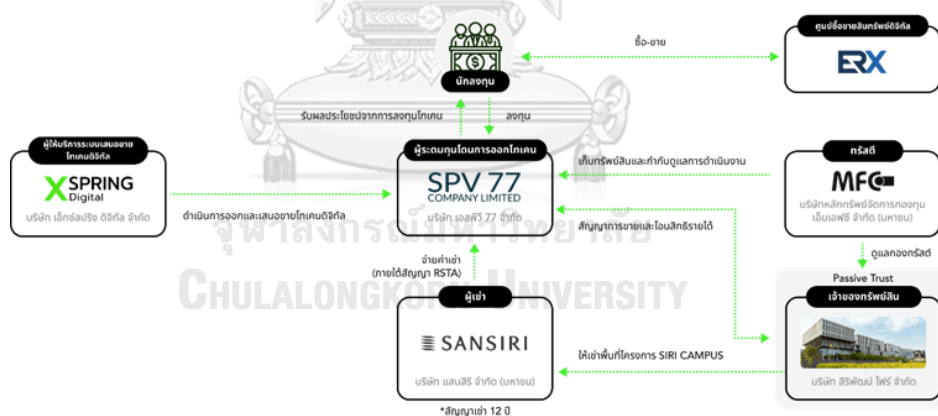 ศูนย์ซื้อขายสินทรัพย์ดิจิทัล
ERX
ซื้อ-ขาย
นักลงทุน
รับผลประโยชน์จากการลงทุนโทเคน
ลงทุน
ผู้ให้บริการระบบเสนอขาย
โทเคนดิจิทัล
XSPRING
Digital
บริษัท เอ็กซ์สปริง ดิจิทัล จำกัด
ดำเนินการออกและเสนอขายโทเคนดิจิทัล
ผู้ระดมทุนโดนการออกโทเคน
SPV 77
COMPANY LIMITED
บริษัท เอสพีวี 77 จำกัด
เก็บทรัพย์สินและกำกับดูแลการดำเนินงาน
สัญญาการขายและโอนสิทธิรายได้
ทรัสตี
MFC
บริษัทหลักทรัพย์จัดการกองทุน
เอ็มเอฟซี จำกัด (มหาชน)
ดูแลกองทรัสต์
จุฬาลงกรณ์มหาวิทยาลัย
CHULALONGKORN UNIVERSITY
จ่ายค่าเช่า
(ภายใต้สัญญา RSTA)
ผู้เช่า
SANSIRI
บริษัท แสนสิริ จำกัด (มหาชน)
*สัญญาเช่า 12 ปี
ให้เช่าพื้นที่โครงการ SIRI CAMPUS
Passive Trust
เจ้าของทรัพย์สิน
บริษัท สิริพัฒน์ โฟร์ จำกัด